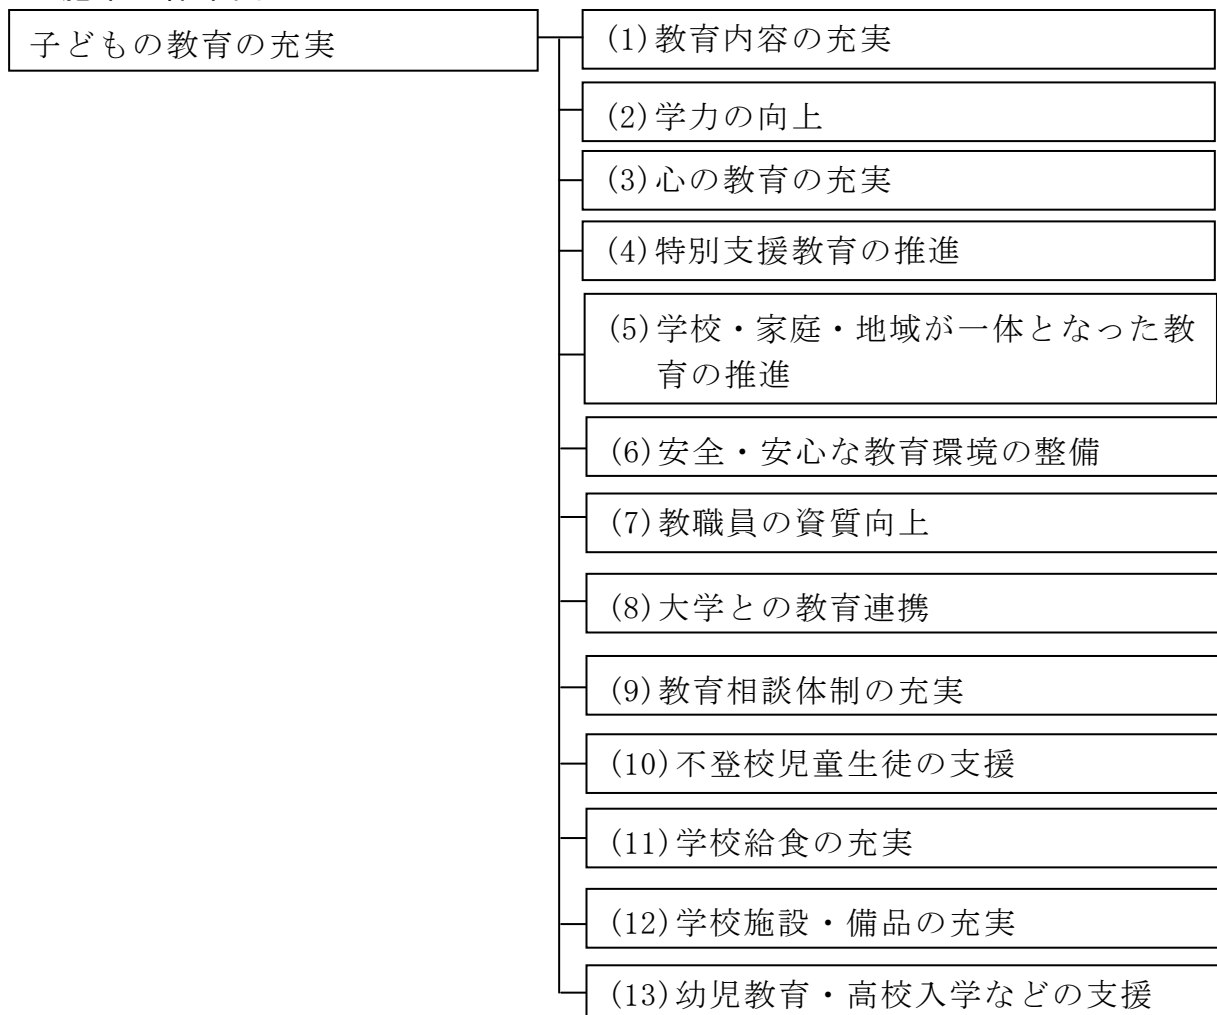 子どもの教育の充実
(1)教育内容の充実
(2)学力の向上
(3)心の教育の充実
(4)特別支援教育の推進
(5)学校・家庭・地域が一体となった教
育の推進
(6)安全・安心な教育環境の整備
(7)教職員の資質向上
(8)大学との教育連携
(9)教育相談体制の充実
(10)不登校児童生徒の支援
(11)学校給食の充実
(12)学校施設・備品の充実
(13)幼児教育・高校入学などの支援